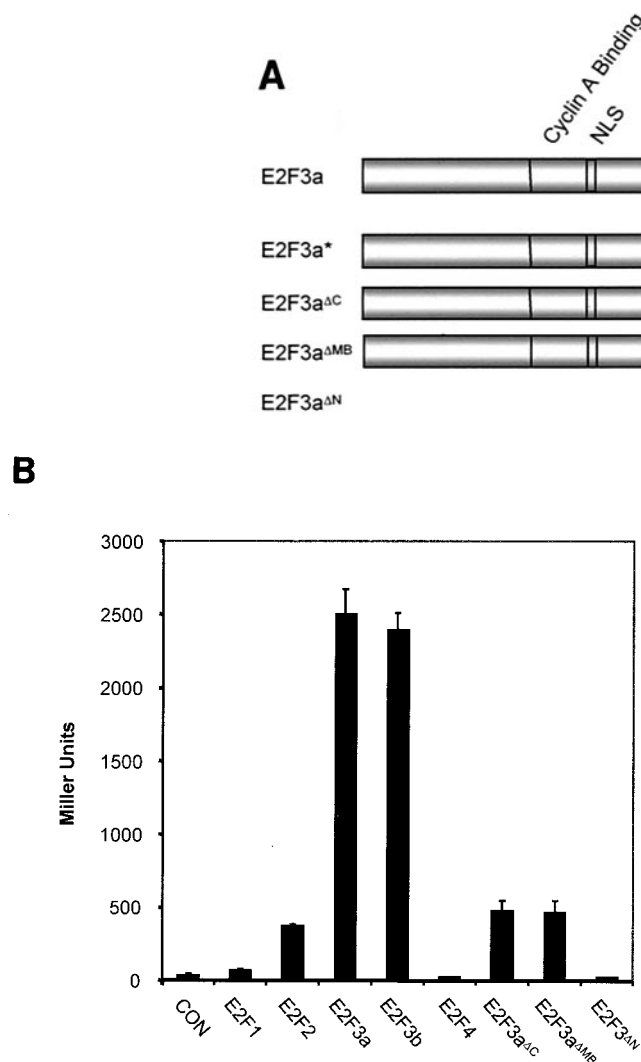 A
Cyclin A Binding
NLS
E2F3a
E2F3a*
E2F3aΔC
E2F3aΔMB
E2F3aΔN
B
3000
2500
2000
1500
1000
500
0
Miller Units
CON
E2F1
E2F2
E2F3a
E2F3b
E2F4
E2F3aΔC
E2F3aΔMB
E2F3ΔN